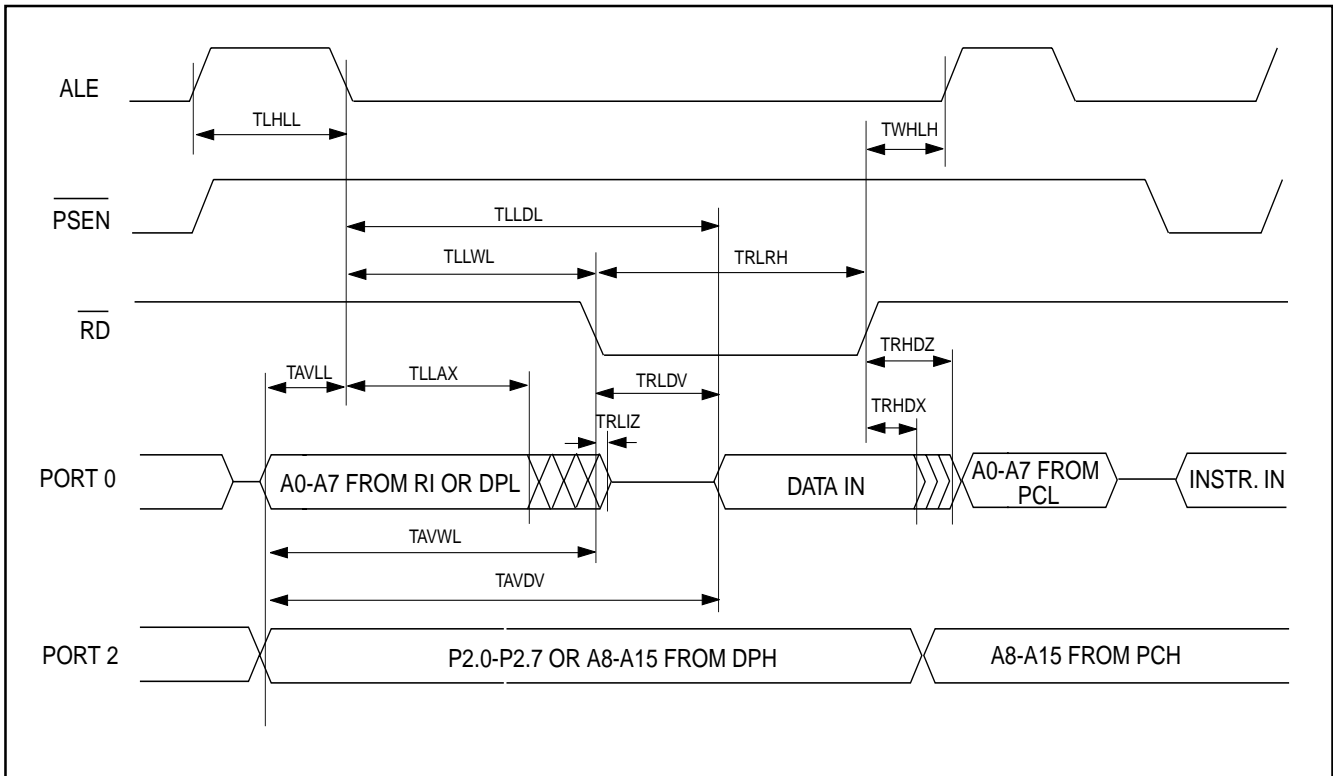 ALE
TLHLL
TWHLH
PSEN
TLLDL
TLLWL
TRLRH
RD
TAVLL
TLLAX
TRLDV
TRHDZ
TRHDX
TRLIZ
PORT 0
A0-A7 FROM RI OR DPL
DATA IN
A0-A7 FROM
PCL
INSTR. IN
TAVWL
TAVDV
PORT 2
P2.0-P2.7 OR A8-A15 FROM DPH
A8-A15 FROM PCH